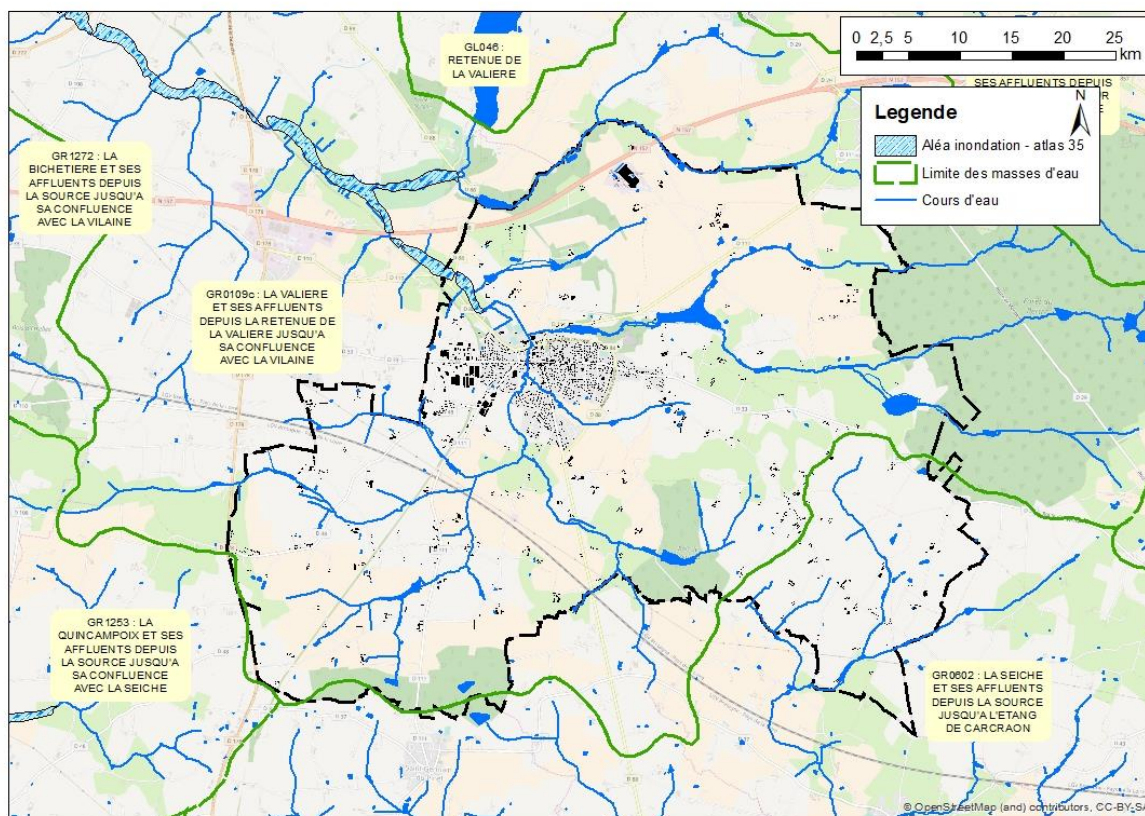 GL046 :
RETENUE DE
LA VALIERE
0 2,5 5 10 15 20 25
km
SES AFFLUENTS DEPUIS
N
Legende
Aléa inondation - atlas 35
Limite des masses d'eau
Cours d'eau
GR1272 : LA
BICHETIERE ET SES
AFFLUENTS DEPUIS
LA SOURCE JUSQU'A
SA CONFLUENCE
AVEC LA VILAINE
GR0109c : LA VALIERE
ET SES AFFLUENTS
DEPUIS LA RETENUE DE
LA VALIERE JUSQU'A
SA CONFLUENCE
AVEC LA VILAINE
GR1253 : LA
QUINCAMPOIX ET SES
AFFLUENTS DEPUIS
LA SOURCE JUSQU'A
SA CONFLUENCE
AVEC LA SEICHE
GR0602 : LA SEICHE
ET SES AFFLUENTS
DEPUIS LA SOURCE
JUSQU'A L'ETANG
DE CARCRAON
© OpenStreetMap (and) contributors, CC-BY-SA